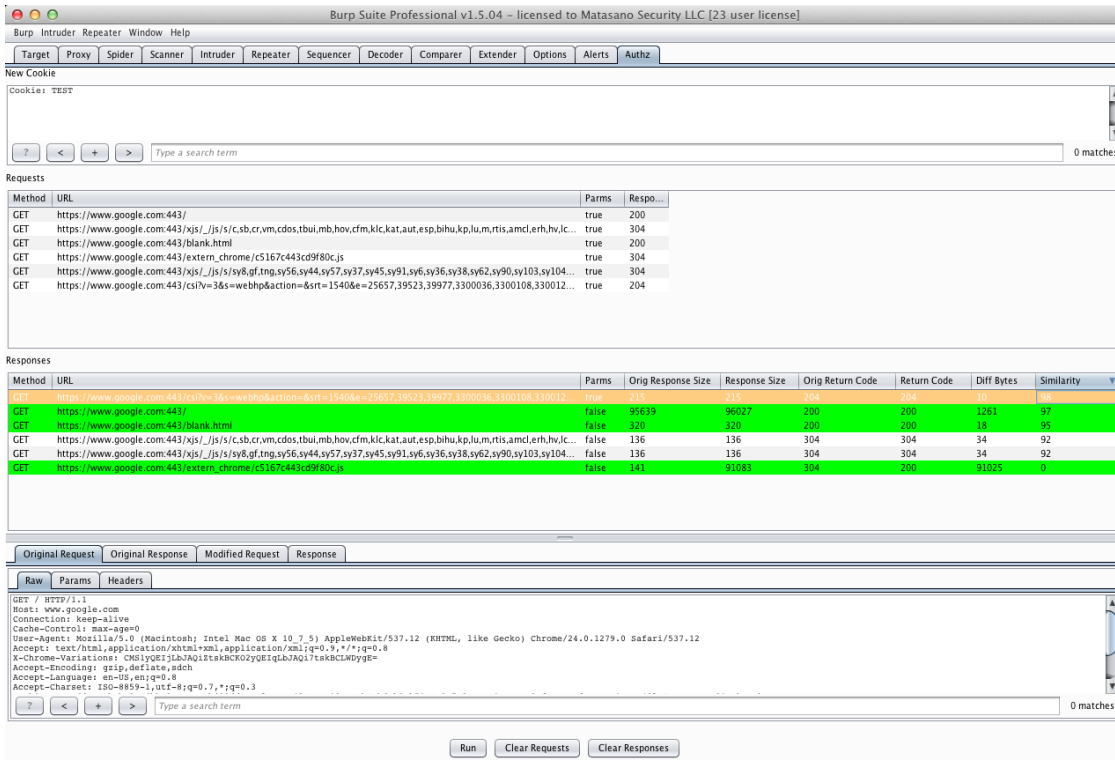 Burp Suite Professional v1.5.04 – licensed to Matasano Security LLC [23 user license]
Burp Intruder Repeater Window Help
Target Proxy Spider Scanner Intruder Repeater Sequencer Decoder Comparer Extender Options Alerts Authz
New Cookie
Cookie: TEST
? < + > Type a search term 0 matches
Requests
Method URL Parms Respo...
GET https://www.google.com:443/ true 200
GET https://www.google.com:443/xjs/_/js/s/c,sb,cr,vm,cdos,tbui,mb,hov,cfm,klc,kat,aut,esp,bihu,kp,lu,m,rtis,amcl,erh,hv,lc... true 304
GET https://www.google.com:443/blank.html true 200
GET https://www.google.com:443/extern_chrome/c5167c443cd9f80c.js true 304
GET https://www.google.com:443/xjs/_/js/s/sy8,gf,tng,sy56,sy44,sy57,sy37,sy45,sy91,sy6,sy36,sy38,sy62,sy90,sy103,sy104... true 304
GET https://www.google.com:443/csi?v=3&s=webhp&action=&srt=1540&e=25657,39523,39977,3300036,3300108,330012... true 204
Responses
Method URL Parms Orig Response Size Response Size Orig Return Code Return Code Diff Bytes Similarity
GET https://www.google.com:443/csi?v=3&s=webhp&action=&srt=1540&e=25657,39523,39977,3300036,3300108,330012... true 215 215 204 204 10 98
GET https://www.google.com:443/ false 95639 96027 200 200 1261 97
GET https://www.google.com:443/blank.html false 320 320 200 200 18 95
GET https://www.google.com:443/xjs/_/js/s/c,sb,cr,vm,cdos,tbui,mb,hov,cfm,klc,kat,aut,esp,bihu,kp,lu,m,rtis,amcl,erh,hv,lc... false 136 136 304 304 34 92
GET https://www.google.com:443/xjs/_/js/s/sy8,gf,tng,sy56,sy44,sy57,sy37,sy45,sy91,sy6,sy36,sy38,sy62,sy90,sy103,sy104... false 136 136 304 304 34 92
GET https://www.google.com:443/extern_chrome/c5167c443cd9f80c.js false 141 91083 304 200 91025 0
Original Request Original Response Modified Request Response
Raw Params Headers
GET / HTTP/1.1
Host: www.google.com
Connection: keep-alive
Cache-Control: max-age=0
User-Agent: Mozilla/5.0 (Macintosh; Intel Mac OS X 10_7_5) AppleWebKit/537.12 (KHTML, like Gecko) Chrome/24.0.1279.0 Safari/537.12
Accept: text/html,application/xhtml+xml,application/xml;q=0.9,*/*;q=0.8
X-Chrome-Variations: CMS1yQEIjLbJAQiZtskBCKO2yQEIqLbJAQi7tskBCLWDygE=
Accept-Encoding: gzip,deflate,sdch
Accept-Language: en-US,en;q=0.8
Accept-Charset: ISO-8859-1,utf-8;q=0.7,*;q=0.3
? < + > Type a search term 0 matches
Run Clear Requests Clear Responses